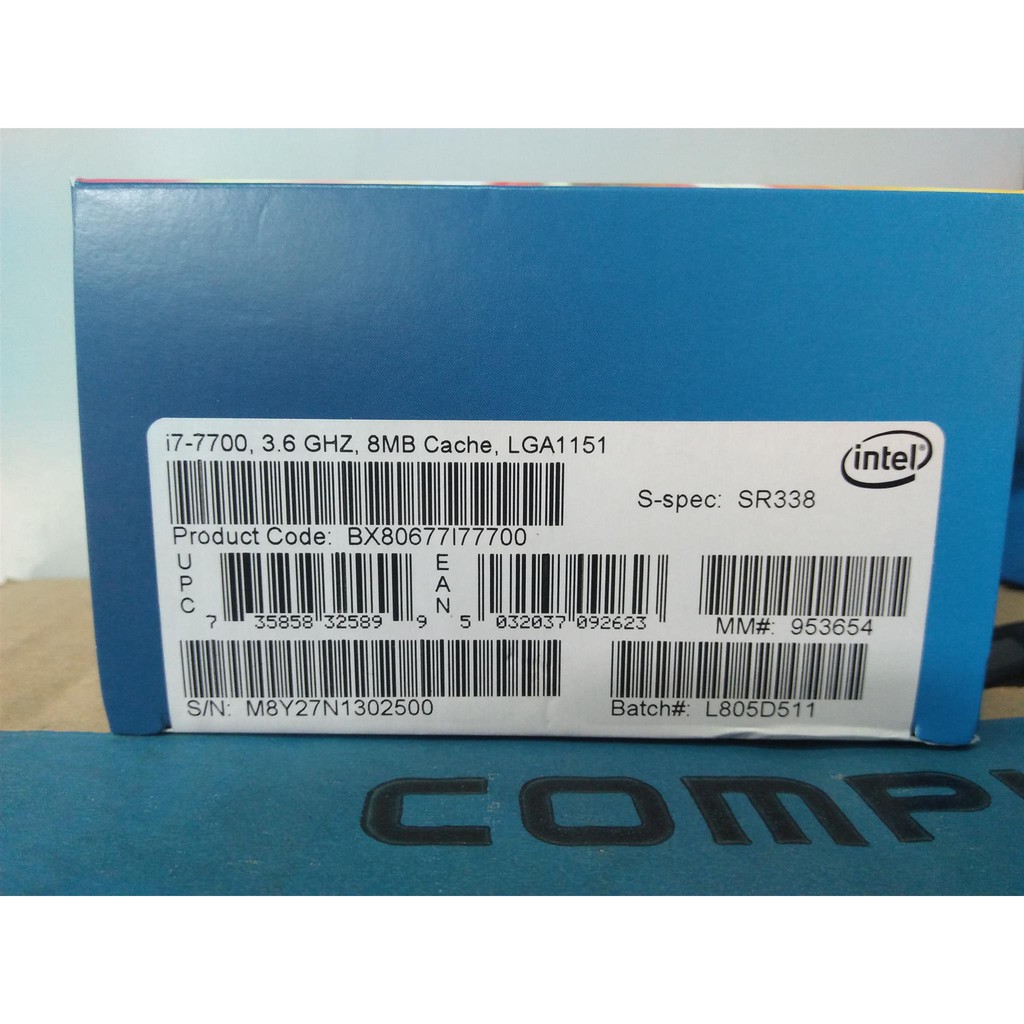 i7-7700, 3.6 GHZ, 8MB Cache, LGA1151
intel
S-spec: SR338
Product Code: BX80677I77700
UPC
7 35858 32589 9
EAN
5 032037 092623
MM#: 953654
S/N: M8Y27N1302500
Batch#: L805D511
COMP